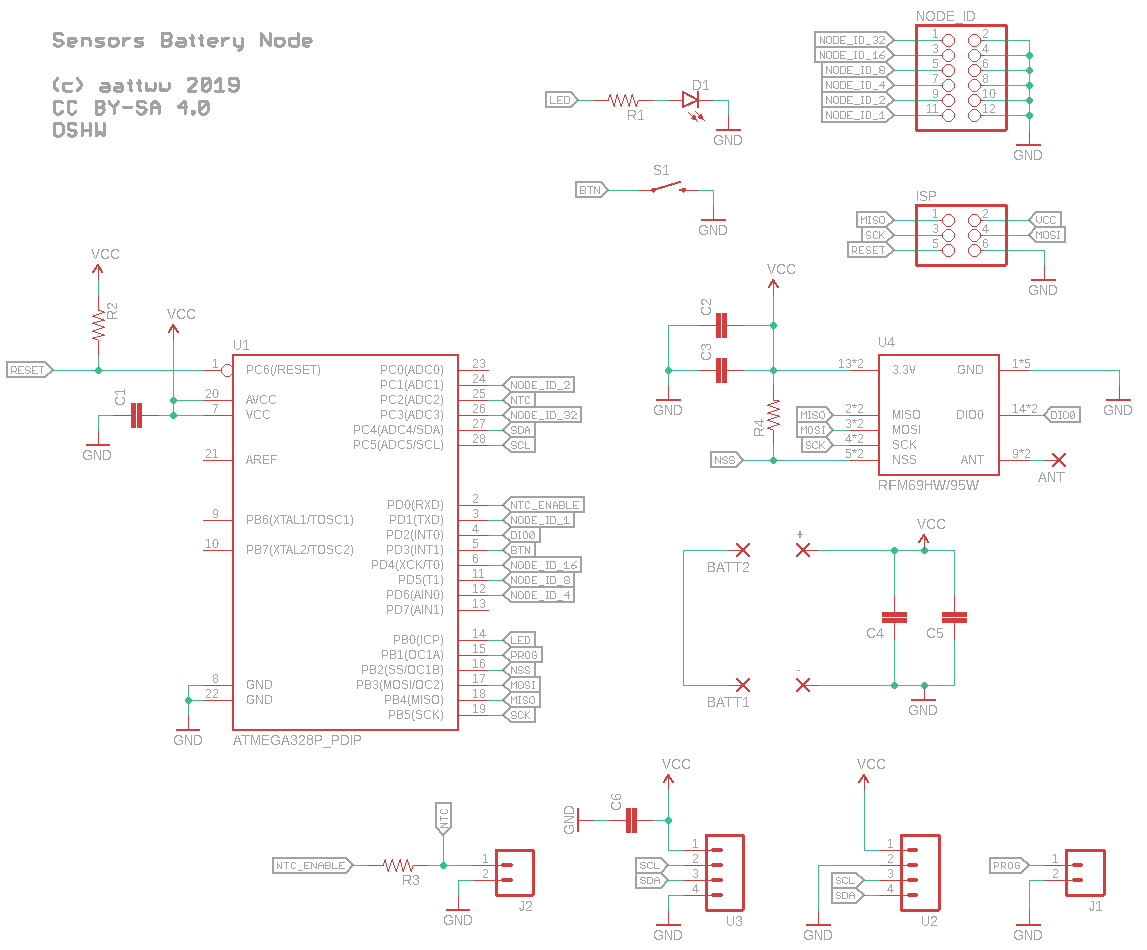 Sensors Battery Node
(c) aattww 2019
CC BY-SA 4.0
OSHW
LED
R1
D1
GND
BTN
S1
GND
NODE_ID
NODE_ID_32 1 2
NODE_ID_16 3 4
NODE_ID_8 5 6
NODE_ID_4 7 8
NODE_ID_2 9 10
NODE_ID_1 11 12
GND
ISP
MISO 1 2 VCC
SCK 3 4 MOSI
RESET 5 6
GND
VCC
R2
VCC
RESET
C1
GND
U1
1 PC6(/RESET)
20 AVCC
7 VCC
21 AREF
9 PB6(XTAL1/TOSC1)
10 PB7(XTAL2/TOSC2)
8 GND
22 GND
GND
PC0(ADC0) 23
PC1(ADC1) 24 NODE_ID_2
PC2(ADC2) 25 NTC
PC3(ADC3) 26 NODE_ID_32
PC4(ADC4/SDA) 27 SDA
PC5(ADC5/SCL) 28 SCL
PD0(RXD) 2 NTC_ENABLE
PD1(TXD) 3 NODE_ID_1
PD2(INT0) 4 DIO0
PD3(INT1) 5 BTN
PD4(XCK/T0) 6 NODE_ID_16
PD5(T1) 11 NODE_ID_8
PD6(AIN0) 12 NODE_ID_4
PD7(AIN1) 13
PB0(ICP) 14 LED
PB1(OC1A) 15 PROG
PB2(SS/OC1B) 16 NSS
PB3(MOSI/OC2) 17 MOSI
PB4(MISO) 18 MISO
PB5(SCK) 19 SCK
ATMEGA328P_PDIP
VCC
C2
C3
GND
R4
U4
13*2 3.3V GND 1*5
GND
MISO 2*2 MISO DIO0 14*2 DIO0
MOSI 3*2 MOSI
SCK 4*2 SCK
NSS 5*2 NSS ANT 9*2
ANT
RFM69HW/95W
BATT2
+
VCC
C4
C5
BATT1
-
GND
NTC
NTC_ENABLE
R3
1
2
J2
GND
VCC
GND
C6
1
SCL 2
SDA 3
4
U3
GND
VCC
1
2
SCL 3
SDA 4
U2
GND
PROG 1
2
J1
GND